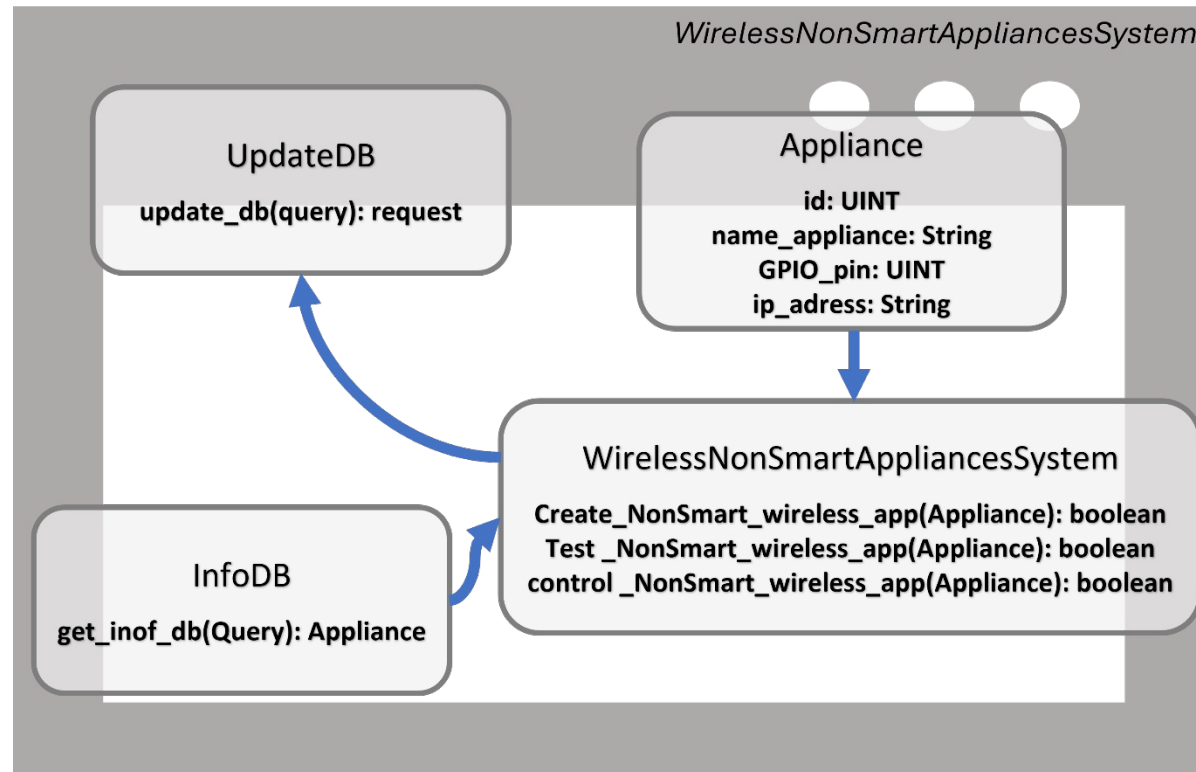 WirelessNonSmartAppliancesSystem
UpdateDB
update_db(query): request
Appliance
id: UINT
name_appliance: String
GPIO_pin: UINT
ip_adress: String
WirelessNonSmartAppliancesSystem
Create_NonSmart_wireless_app(Appliance): boolean
Test _NonSmart_wireless_app(Appliance): boolean
control _NonSmart_wireless_app(Appliance): boolean
InfoDB
get_inof_db(Query): Appliance